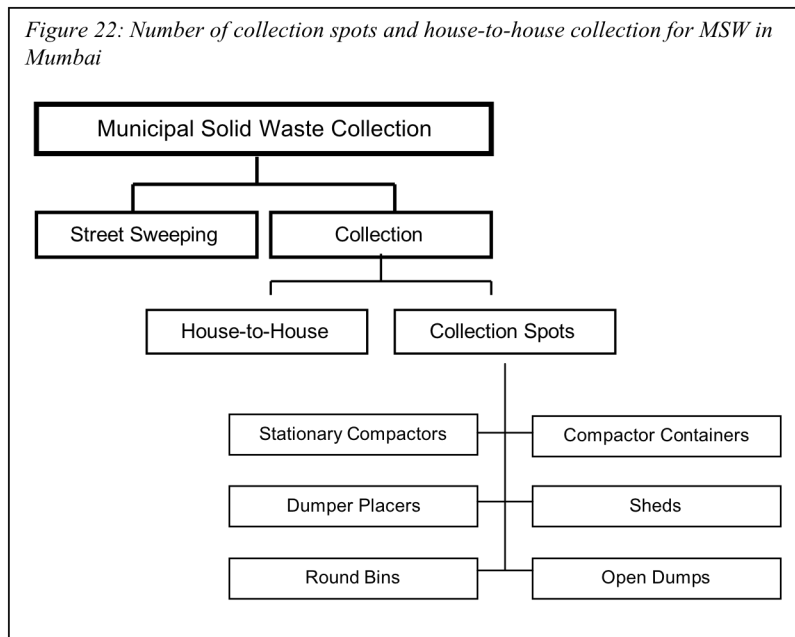 Figure 22: Number of collection spots and house-to-house collection for MSW in
Mumbai
Municipal Solid Waste Collection
Street Sweeping
Collection
House-to-House
Collection Spots
Stationary Compactors
Compactor Containers
Dumper Placers
Sheds
Round Bins
Open Dumps